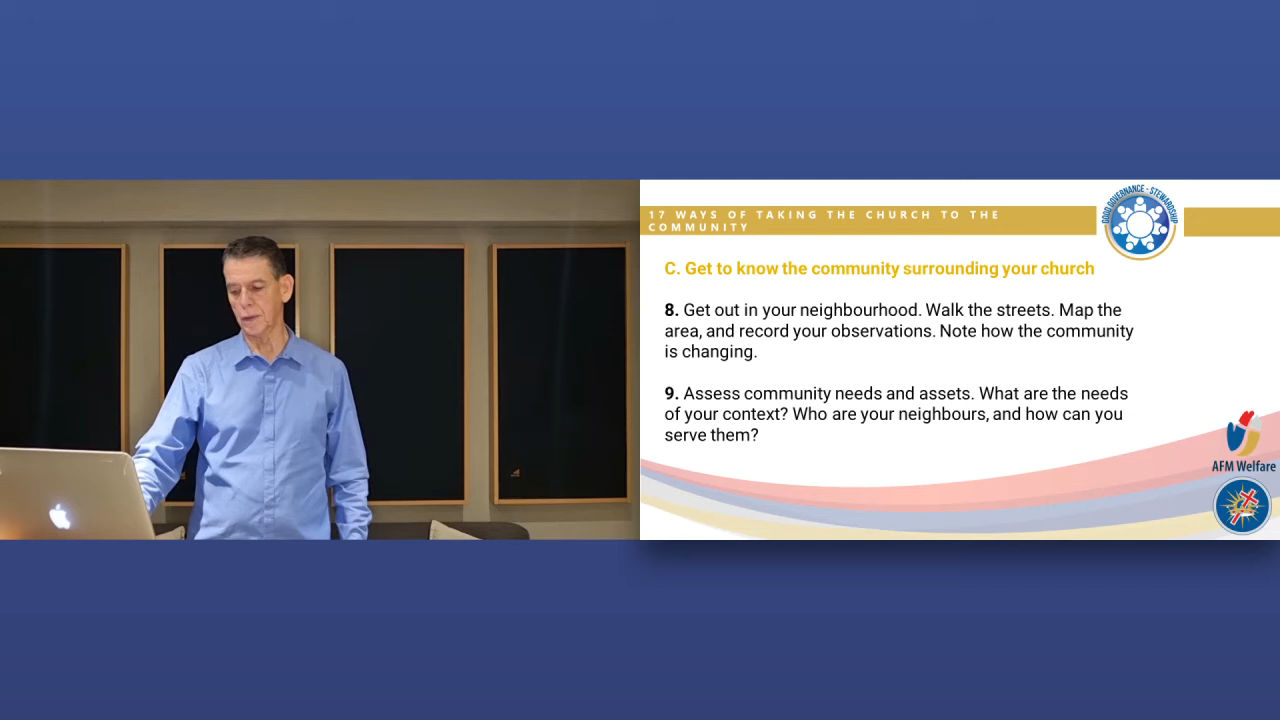 17 WAYS OF TAKING THE CHURCH TO THE
COMMUNITY
GOOD GOVERNANCE - STEWARDSHIP
C. Get to know the community surrounding your church
8. Get out in your neighbourhood. Walk the streets. Map the
area, and record your observations. Note how the community
is changing.
9. Assess community needs and assets. What are the needs
of your context? Who are your neighbours, and how can you
serve them?
AFM Welfare